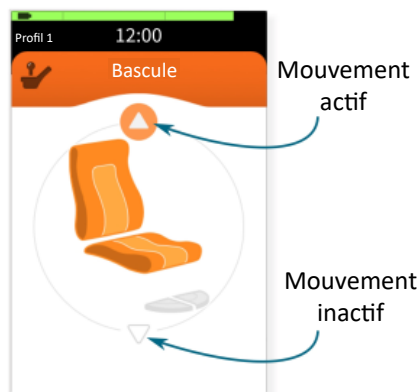 Profil 1
12:00
Bascule
Mouvement
actif
Mouvement
inactif